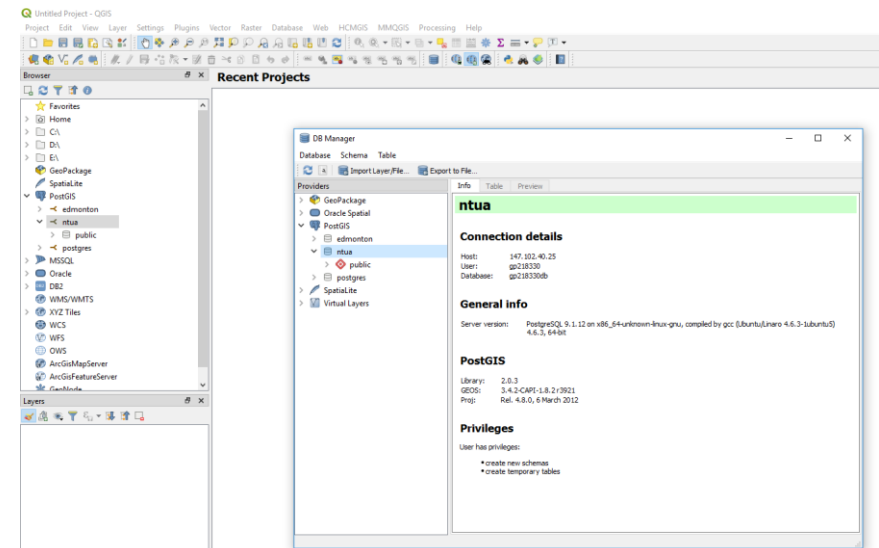 Untitled Project - QGIS
Project Edit View Layer Settings Plugins Vector Raster Database Web HCMGIS MMQGIS Processing Help
Browser
Favorites
Home
C:\
D:\
E:\
GeoPackage
SpatiaLite
PostGIS
edmonton
ntua
public
postgres
MSSQL
Oracle
DB2
WMS/WMTS
XYZ Tiles
WCS
WFS
OWS
ArcGisMapServer
ArcGisFeatureServer
GeoNode
Layers
Recent Projects
DB Manager
Database Schema Table
Import Layer/File... Export to File...
Providers
GeoPackage
Oracle Spatial
PostGIS
edmonton
ntua
public
postgres
SpatiaLite
Virtual Layers
Info Table Preview
ntua
Connection details
Host: 147.102.40.25
User: gp218330
Database: gp218330db
General info
Server version: PostgreSQL 9.1.12 on x86_64-unknown-linux-gnu, compiled by gcc (Ubuntu/Linaro 4.6.3-1ubuntu5)
4.6.3, 64-bit
PostGIS
Library: 2.0.3
GEOS: 3.4.2-CAPI-1.8.2 r3921
Proj: Rel. 4.8.0, 6 March 2012
Privileges
User has privileges:
• create new schemas
• create temporary tables